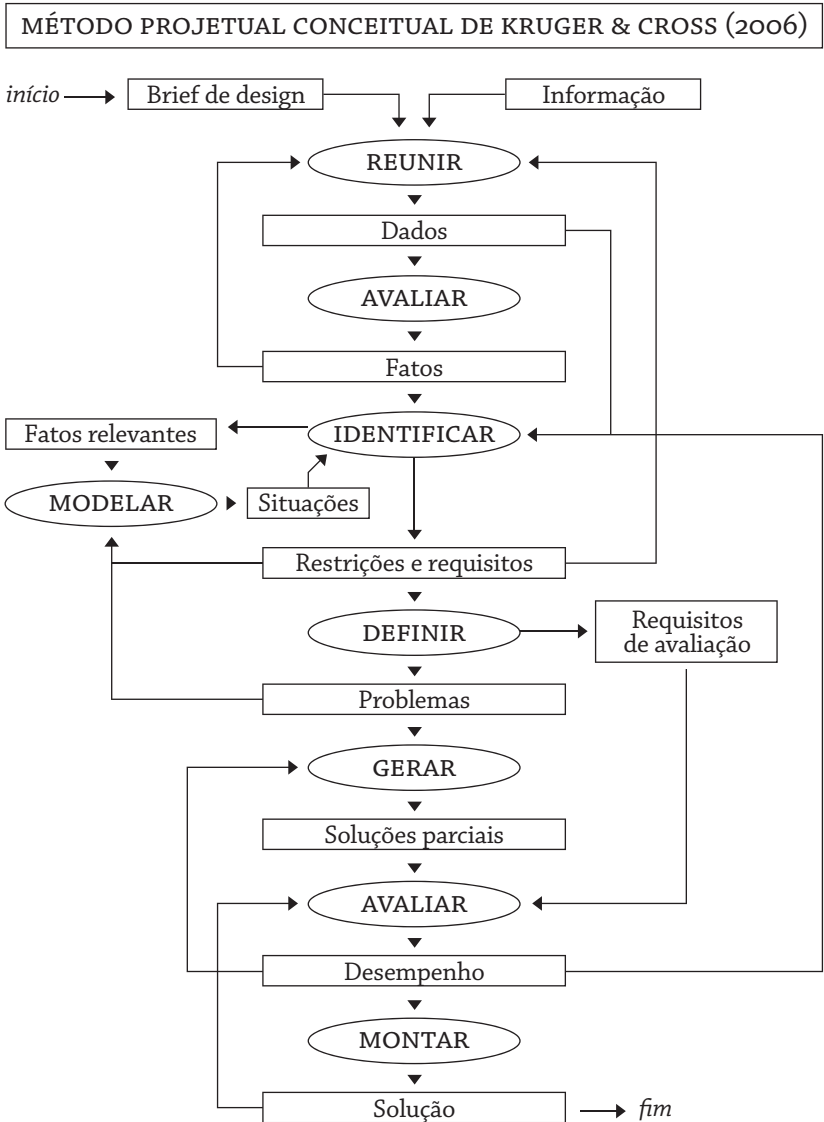 MÉTODO PROJETUAL CONCEITUAL DE KRUGER & CROSS (2006)
início
Brief de design
Informação
REUNIR
Dados
AVALIAR
Fatos
Fatos relevantes
IDENTIFICAR
MODELAR
Situações
Restrições e requisitos
DEFINIR
Requisitos
de avaliação
Problemas
GERAR
Soluções parciais
AVALIAR
Desempenho
MONTAR
Solução
fim